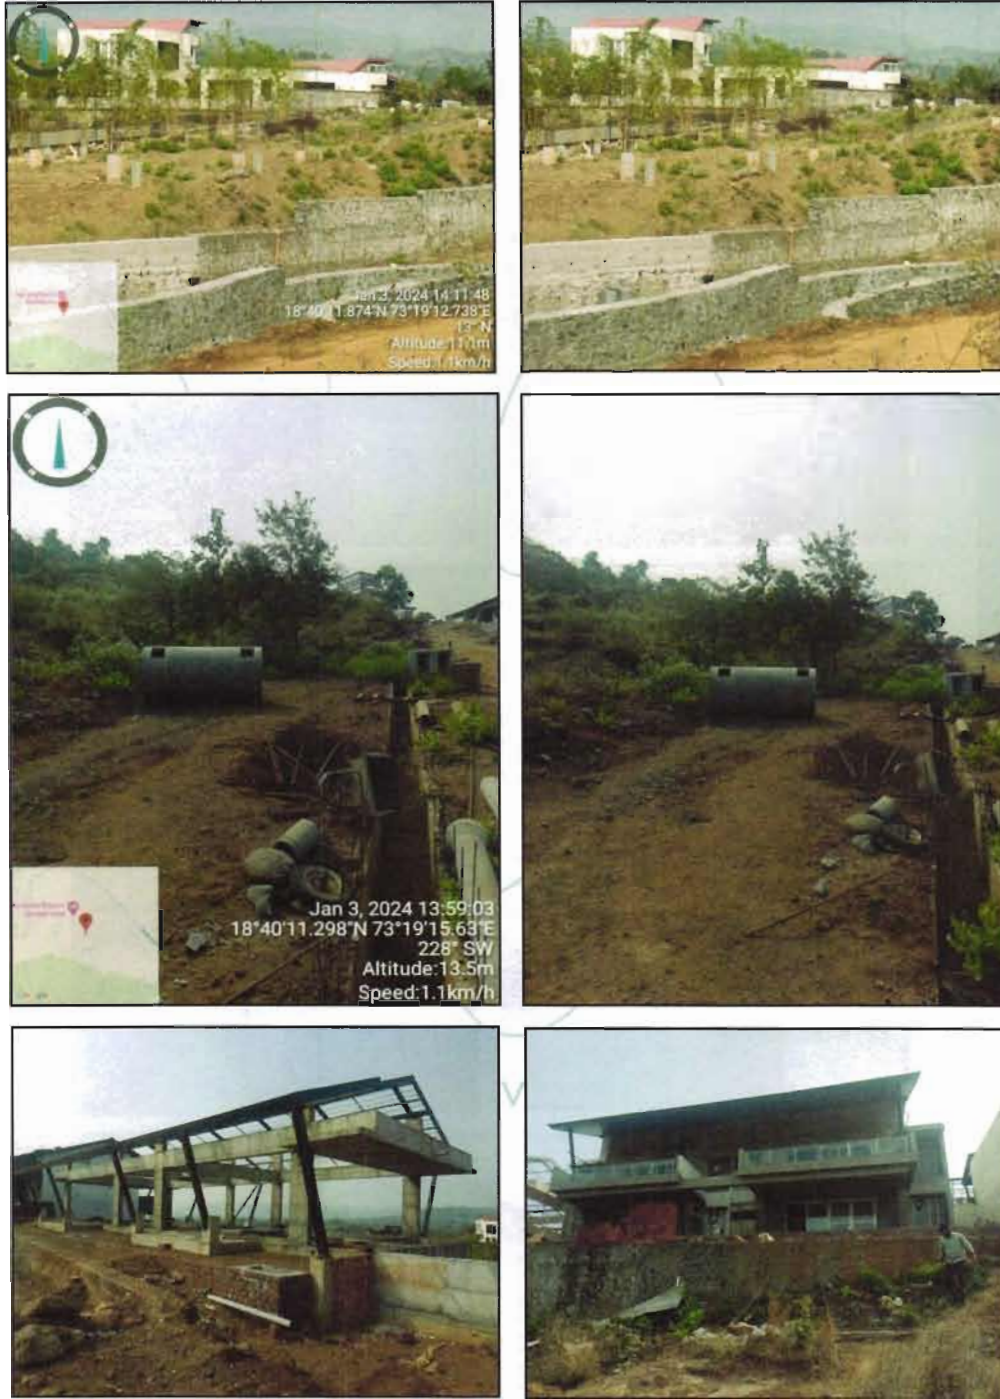 Jan 3, 2024 14:11:48
18°40'11.874"N 73°19'12.738"E
13° N
Altitude:11.1m
Speed:1.1km/h
Jan 3, 2024 13:59:03
18°40'11.298"N 73°19'15.63"E
228° SW
Altitude:13.5m
Speed:1.1km/h